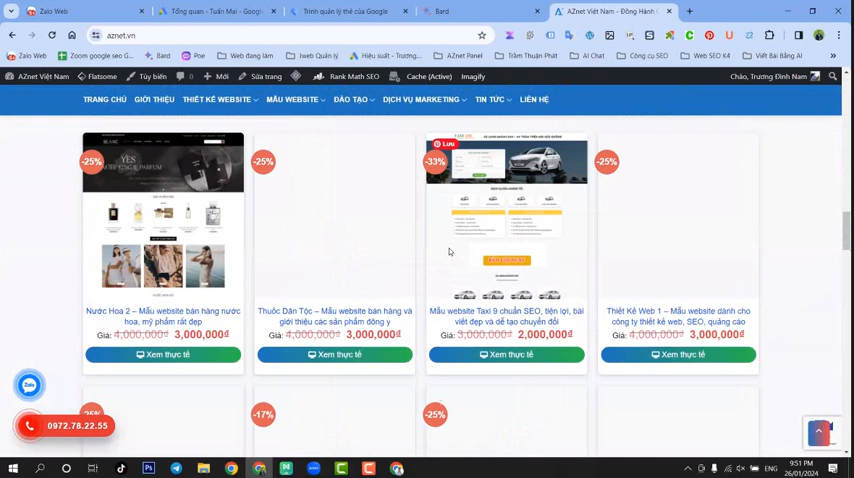 Zalo Web
Tổng quan - Tuấn Mai - Google
Trình quản lý thẻ của Google
Bard
AZnet Việt Nam - Đồng Hành
aznet.vn
Zalo Web
Zoom google seo G...
Bard
Poe
Web đang làm
Jweb Quản lý
Hiệu suất - Trương...
AZnet Panel
Trầm Thuận Phát
AI Chat
Công cụ SEO
Web SEO K4
Viết Bài Bằng AI
AZnet Việt Nam
Flatsome
Tùy biến
0
Mới
Sửa trang
Rank Math SEO
Cache (Active)
Imagify
Chào, Trương Đình Nam
TRANG CHỦ
GIỚI THIỆU
THIẾT KẾ WEBSITE
MẪU WEBSITE
ĐÀO TẠO
DỊCH VỤ MARKETING
TIN TỨC
LIÊN HỆ
-25%
YES
-25%
-33%
Lưu
-25%
Nước Hoa 2 – Mẫu website bán hàng nước
hoa, mỹ phẩm rất đẹp
Giá: 4,000,000₫ 3,000,000₫
Xem thực tế
Thuốc Dân Tộc – Mẫu website bán hàng và
giới thiệu các sản phẩm đông y
Giá: 4,000,000₫ 3,000,000₫
Xem thực tế
Mẫu website Taxi 9 chuẩn SEO, tiện lợi, bài
viết đẹp và dễ tạo chuyển đổi
Giá: 3,000,000₫ 2,000,000₫
Xem thực tế
Thiết Kế Web 1 – Mẫu website dành cho
công ty thiết kế web, SEO, quảng cáo
Giá: 4,000,000₫ 3,000,000₫
Xem thực tế
Zalo
-25%
-17%
-33%
0972.78.22.55
ENG
9:51 PM
26/01/2024